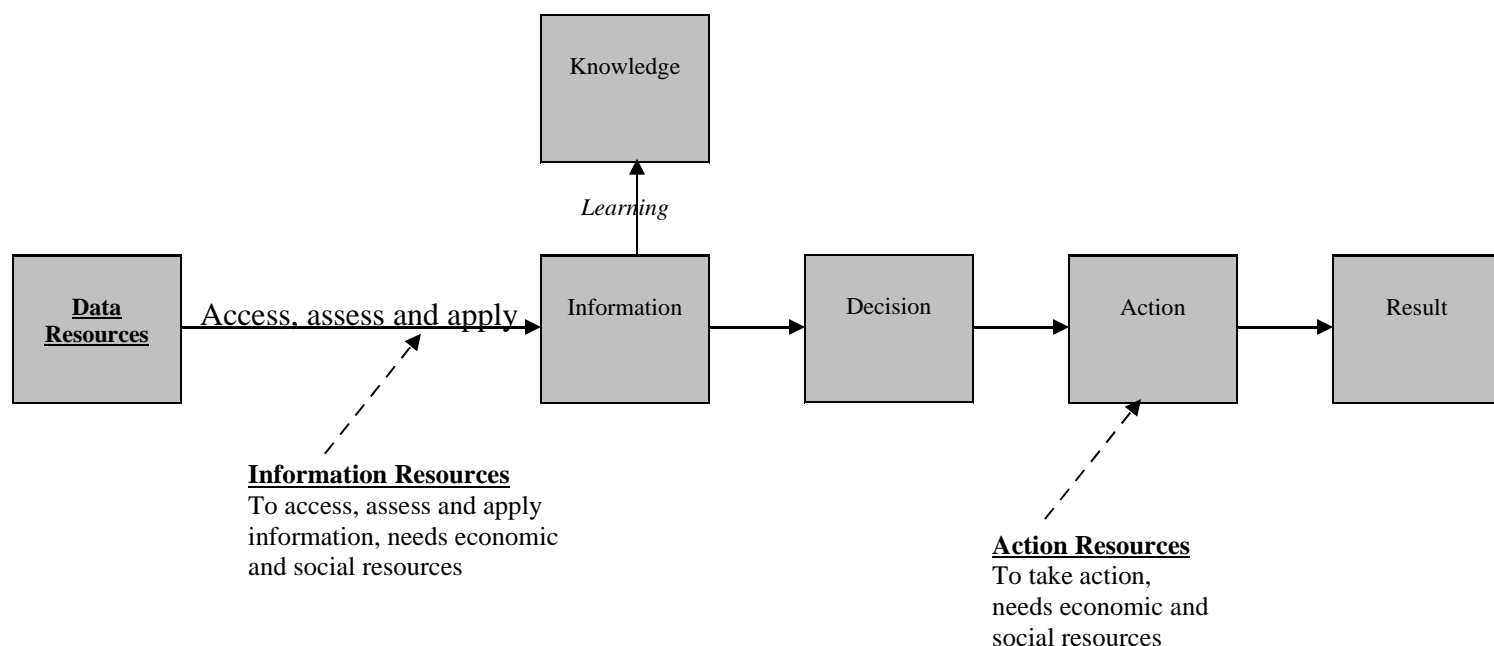 Knowledge
Learning
Data
Resources
Access, assess and apply
Information
Decision
Action
Result
Information Resources
To access, assess and apply
information, needs economic
and social resources
Action Resources
To take action,
needs economic and
social resources